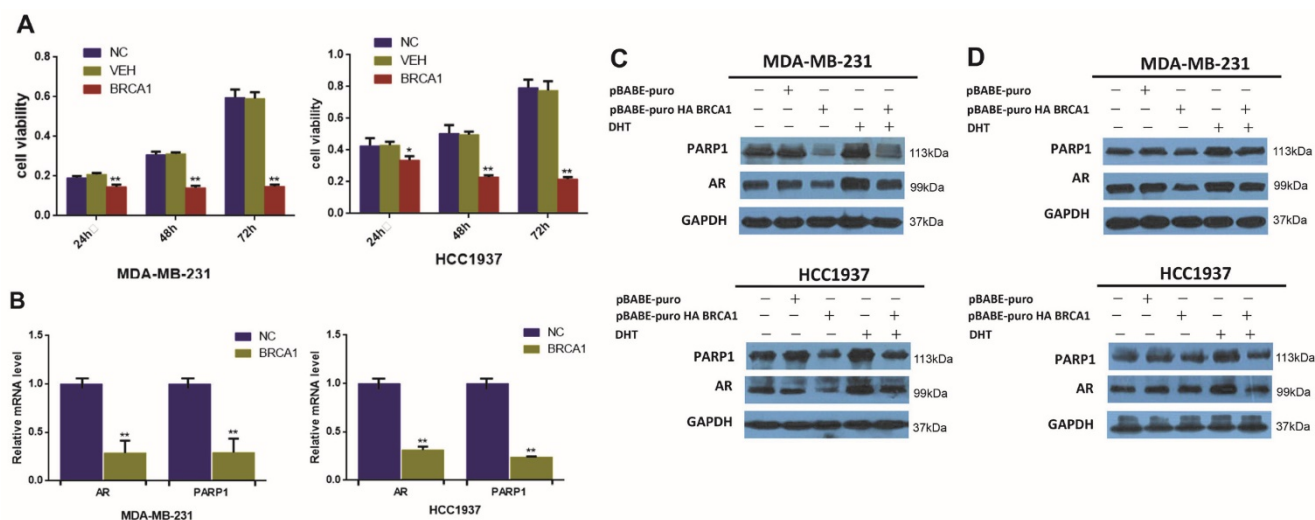 A
NC
VEH
BRCA1
cell viability
0.8
0.6
0.4
0.2
0.0
**
**
**
24h□
48h
72h
MDA-MB-231
NC
VEH
BRCA1
cell viability
1.0
0.8
0.6
0.4
0.2
0.0
*
**
**
24h□
48h
72h
HCC1937
B
NC
BRCA1
Relative mRNA level
1.5
1.0
0.5
0.0
**
**
AR
PARP1
MDA-MB-231
NC
BRCA1
Relative mRNA level
1.5
1.0
0.5
0.0
**
**
AR
PARP1
HCC1937
C
MDA-MB-231
pBABE-puro − + − − −
pBABE-puro HA BRCA1 − − + − +
DHT − − − + +
PARP1 113kDa
AR 99kDa
GAPDH 37kDa
HCC1937
pBABE-puro − + − − −
pBABE-puro HA BRCA1 − − + − +
DHT − − − + +
PARP1 113kDa
AR 99kDa
GAPDH 37kDa
D
MDA-MB-231
pBABE-puro − + − − −
pBABE-puro HA BRCA1 − − + − +
DHT − − − + +
PARP1 113kDa
AR 99kDa
GAPDH 37kDa
HCC1937
pBABE-puro − + − − −
pBABE-puro HA BRCA1 − − + − +
DHT − − − + +
PARP1 113kDa
AR 99kDa
GAPDH 37kDa